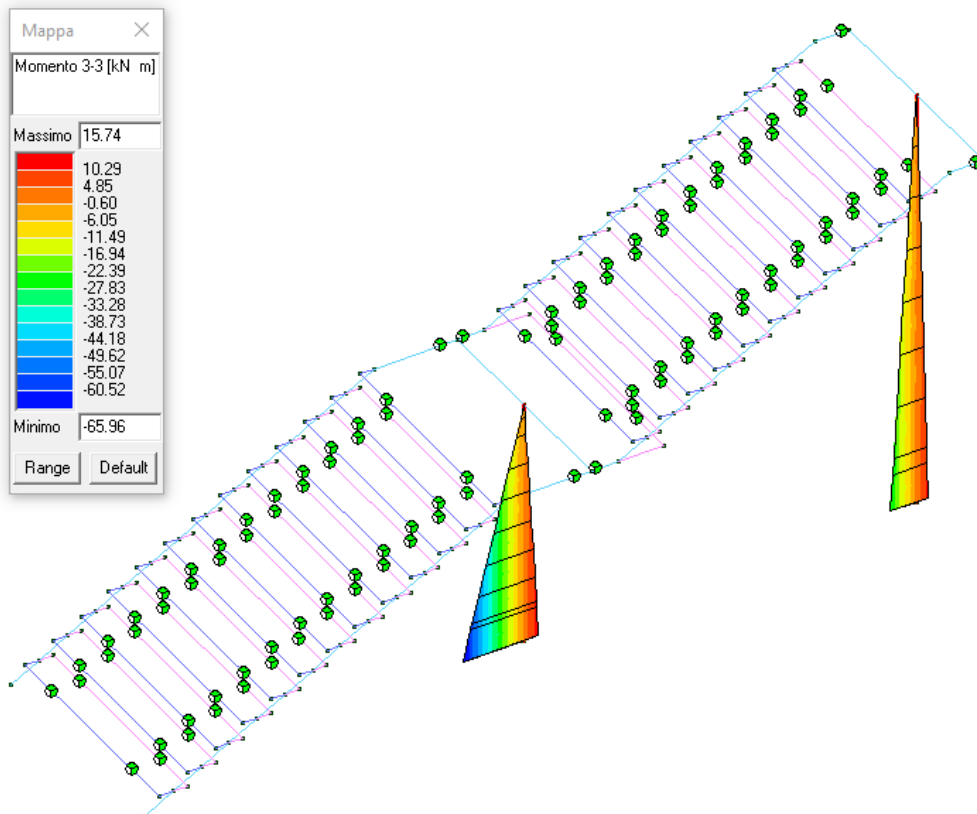 Mappa
Momento 3-3 [kN m]
Massimo 15.74
10.29
4.85
-0.60
-6.05
-11.49
-16.94
-22.39
-27.83
-33.28
-38.73
-44.18
-49.62
-55.07
-60.52
Minimo -65.96
Range Default